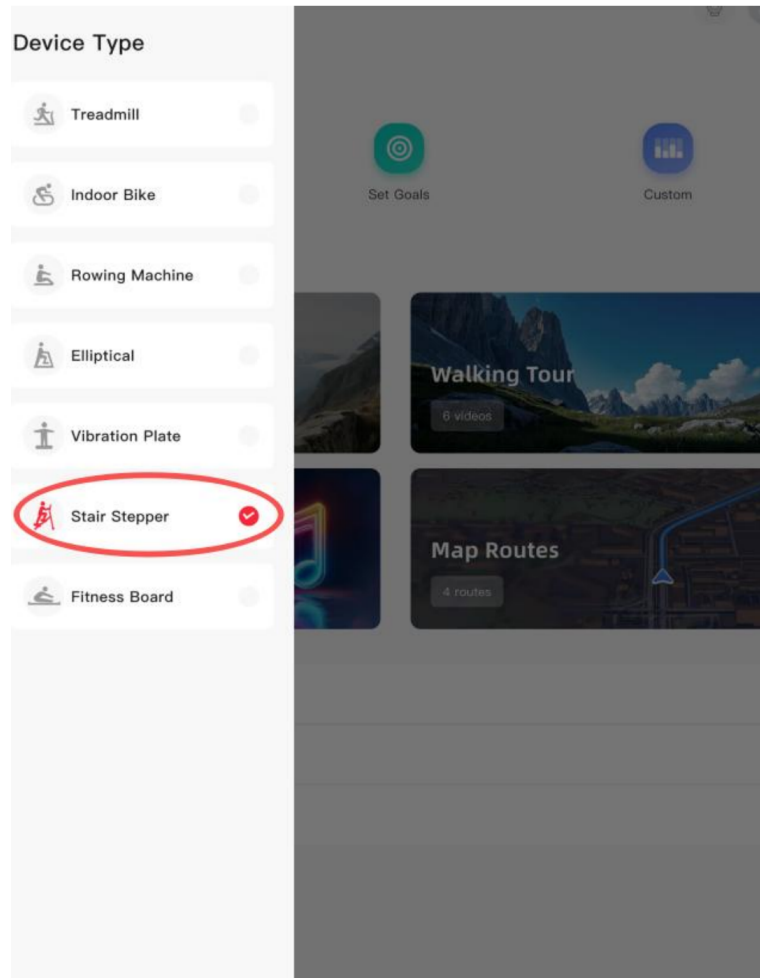 Device Type
Treadmill
Indoor Bike
Rowing Machine
Elliptical
Vibration Plate
Stair Stepper
Fitness Board
Set Goals
Custom
Walking Tour
6 videos
Map Routes
4 routes